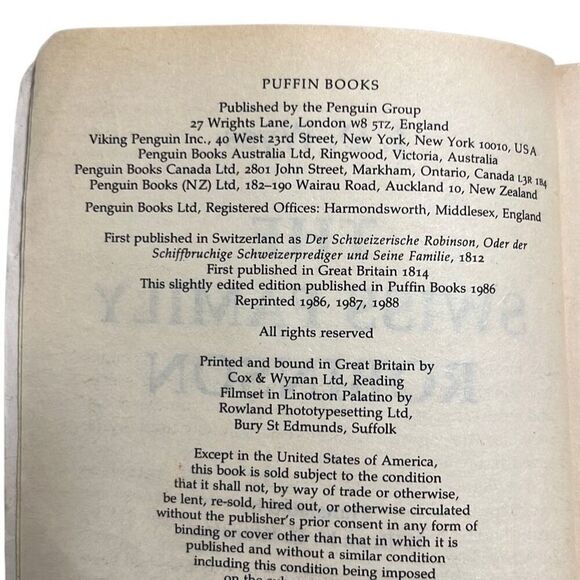 PUFFIN BOOKS
Published by the Penguin Group
27 Wrights Lane, London W8 5TZ, England
Viking Penguin Inc., 40 West 23rd Street, New York, New York 10010, USA
Penguin Books Australia Ltd, Ringwood, Victoria, Australia
Penguin Books Canada Ltd, 2801 John Street, Markham, Ontario, Canada L3R 1B4
Penguin Books (NZ) Ltd, 182–190 Wairau Road, Auckland 10, New Zealand
Penguin Books Ltd, Registered Offices: Harmondsworth, Middlesex, England
First published in Switzerland as Der Schweizerische Robinson, Oder der
Schiffbruchige Schweizerprediger und Seine Familie, 1812
First published in Great Britain 1814
This slightly edited edition published in Puffin Books 1986
Reprinted 1986, 1987, 1988
All rights reserved
Printed and bound in Great Britain by
Cox & Wyman Ltd, Reading
Filmset in Linotron Palatino by
Rowland Phototypesetting Ltd,
Bury St Edmunds, Suffolk
Except in the United States of America,
this book is sold subject to the condition
that it shall not, by way of trade or otherwise,
be lent, re-sold, hired out, or otherwise circulated
without the publisher's prior consent in any form of
binding or cover other than that in which it is
published and without a similar condition
including this condition being imposed
on the